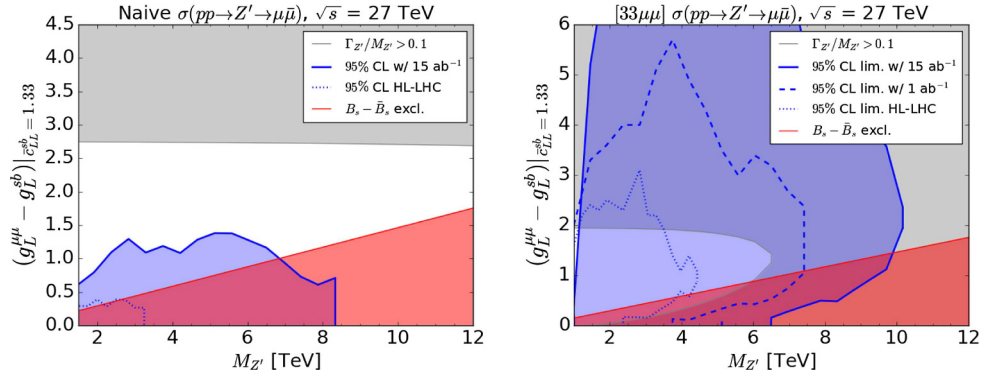 Naive σ(pp→Z′→μμ̄), √s = 27 TeV
4.5
4.0
3.5
3.0
2.5
2.0
1.5
1.0
0.5
0.0
(g_L^{μμ} − g_L^{sb})|_{c̄_{LL}^{sb}=1.33}
Γ_{Z′}/M_{Z′} > 0.1
95% CL w/ 15 ab⁻¹
95% CL HL-LHC
B_s − B̄_s excl.
2 4 6 8 10 12
M_{Z′} [TeV]
[33μμ] σ(pp→Z′→μμ̄), √s = 27 TeV
6
5
4
3
2
1
0
(g_L^{μμ} − g_L^{sb})|_{c̄_{LL}^{sb}=1.33}
Γ_{Z′}/M_{Z′} > 0.1
95% CL lim. w/ 15 ab⁻¹
95% CL lim. w/ 1 ab⁻¹
95% CL lim. HL-LHC
B_s − B̄_s excl.
2 4 6 8 10 12
M_{Z′} [TeV]